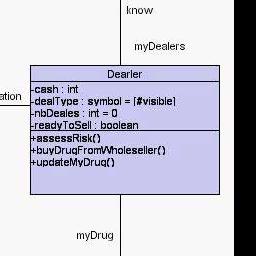 know
myDealers
Dearler
ation
-cash : int
-dealType : symbol = [#visible]
-nbDeales : int = 0
-readyToSell : boolean
+assessRisk()
+buyDrugFromWholeseller()
+updateMyDrug()
myDrug